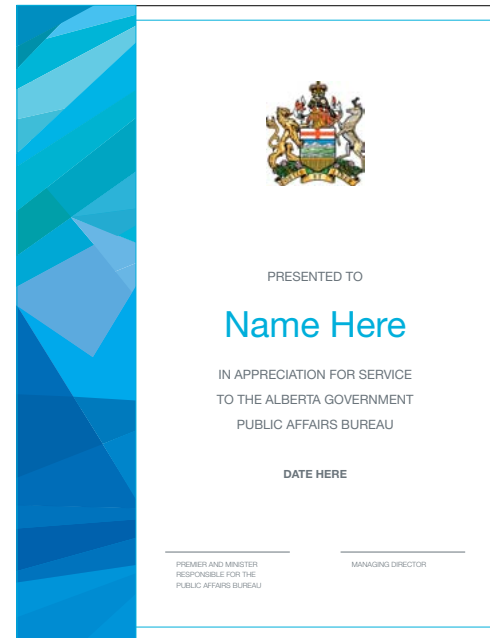 PRESENTED TO
Name Here
IN APPRECIATION FOR SERVICE
TO THE ALBERTA GOVERNMENT
PUBLIC AFFAIRS BUREAU
DATE HERE
PREMIER AND MINISTER
RESPONSIBLE FOR THE
PUBLIC AFFAIRS BUREAU
MANAGING DIRECTOR